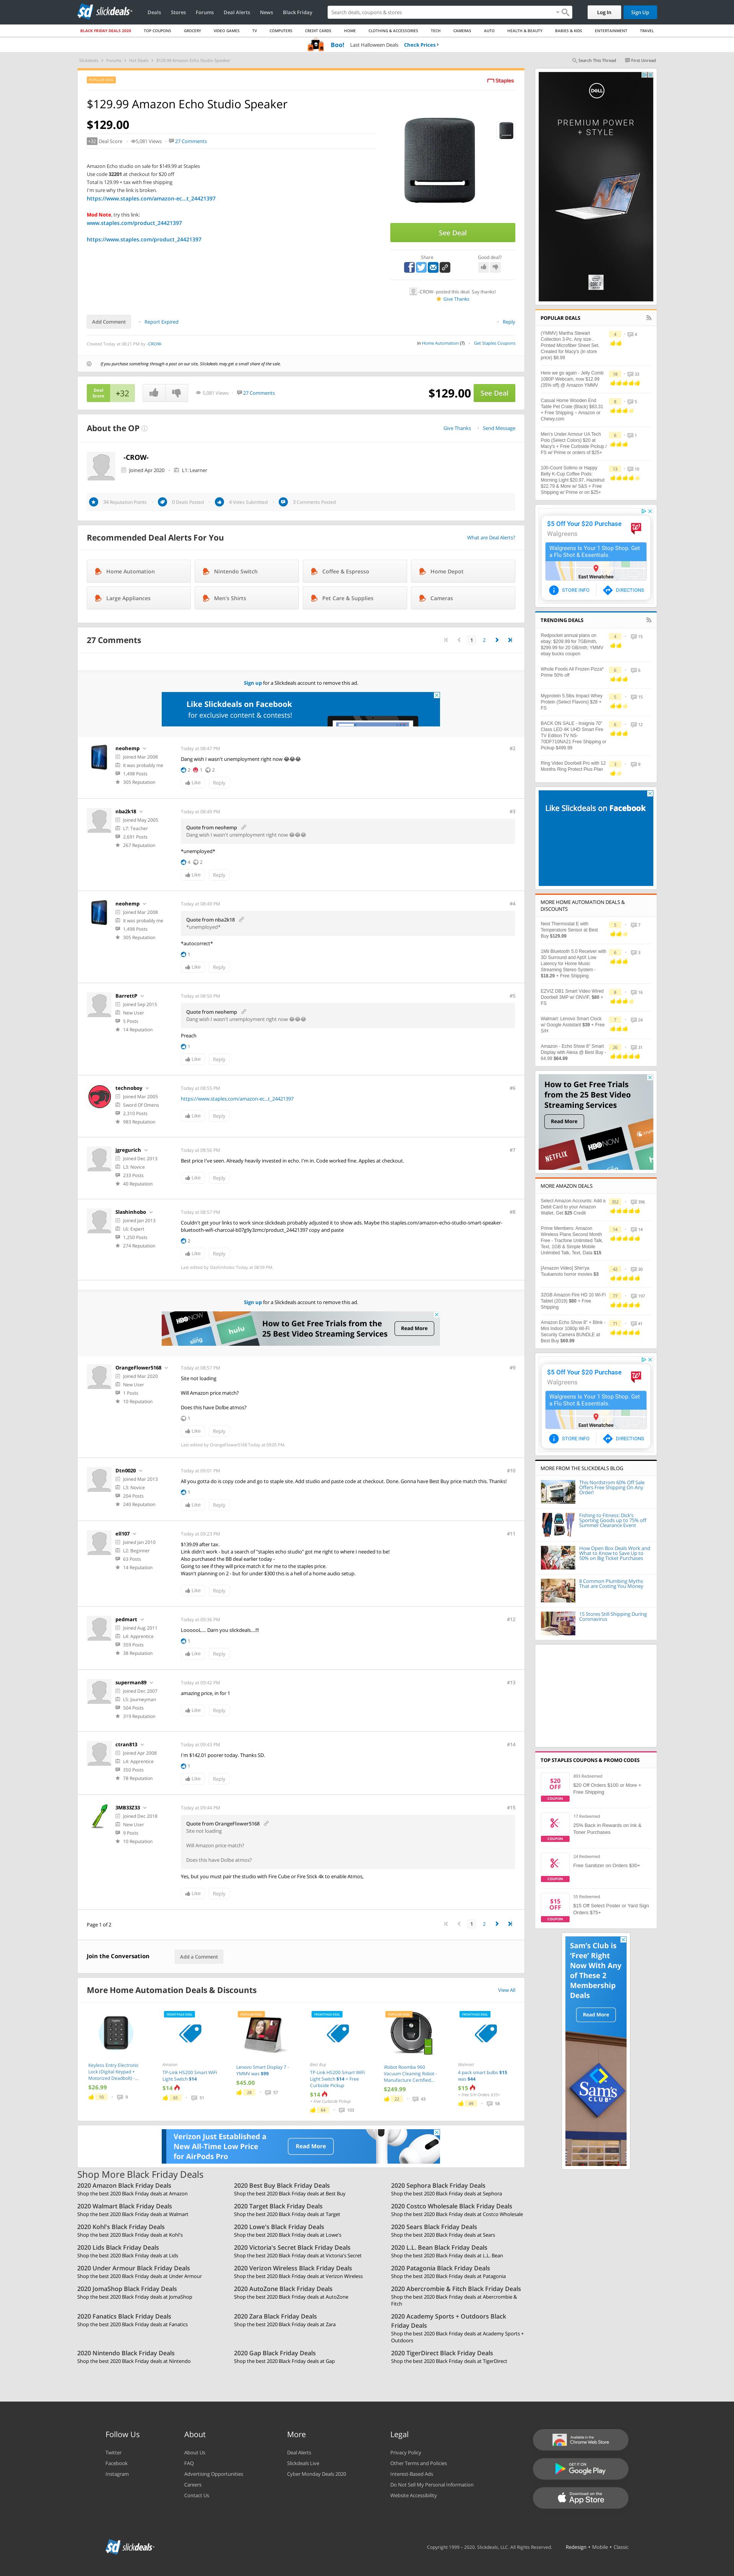 slickdeals
Deals Stores Forums Deal Alerts News Black Friday
Search deals, coupons & stores
Log In Sign Up
BLACK FRIDAY DEALS 2020 TOP COUPONS GROCERY VIDEO GAMES TV COMPUTERS CREDIT CARDS HOME CLOTHING & ACCESSORIES TECH CAMERAS AUTO HEALTH & BEAUTY BABIES & KIDS ENTERTAINMENT TRAVEL
Boo! Last Halloween Deals Check Prices
Slickdeals Forums Hot Deals $129.99 Amazon Echo Studio Speaker
Search This Thread First Unread
Staples
$129.99 Amazon Echo Studio Speaker
$129.00
+32 Deal Score 5,081 Views 27 Comments
Amazon Echo studio on sale for $149.99 at Staples
Use code 32201 at checkout for $20 off
Total is 129.99 + tax with free shipping
I'm sure why the link is broken.
https://www.staples.com/amazon-ec...t_24421397
Mod Note, try this link:
www.staples.com/product_24421397
https://www.staples.com/product_24421397
See Deal
Share Good deal?
-CROW- posted this deal. Say thanks!
Give Thanks
Add Comment Report Expired Reply
Created Today at 08:21 PM by -CROW-
in Home Automation (7) Get Staples Coupons
If you purchase something through a post on our site, Slickdeals may get a small share of the sale.
Deal Score +32 5,081 Views 27 Comments $129.00 See Deal
About the OP Give Thanks Send Message
-CROW-
Joined Apr 2020 L1: Learner
0 Deals Posted 4 Votes Submitted 3 Comments Posted
Recommended Deal Alerts For You What are Deal Alerts?
Home Automation Nintendo Switch Coffee & Espresso Home Depot
Large Appliances Men's Shirts Pet Care & Supplies Cameras
27 Comments 1 2
Sign up for a Slickdeals account to remove this ad.
Like Slickdeals on Facebook
for exclusive content & contests!
neohemp
Joined Mar 2008
It was probably me
1,498 Posts
305 Reputation
Today at 08:47 PM #2
Dang wish I wasn't unemployment right now 😂😂😂
2 1 2
Like Reply
nba2k18
Joined May 2005
L7: Teacher
2,691 Posts
267 Reputation
Today at 08:49 PM #3
Quote from neohemp
Dang wish I wasn't unemployment right now 😂😂😂
*unemployed*
4 2
Like Reply
neohemp
Joined Mar 2008
It was probably me
1,498 Posts
305 Reputation
Today at 08:49 PM #4
Quote from nba2k18
*unemployed*
*autocorrect*
1
Like Reply
BarrettP
Joined Sep 2015
New User
5 Posts
14 Reputation
Today at 08:50 PM #5
Quote from neohemp
Dang wish I wasn't unemployment right now 😂😂😂
Preach
1
Like Reply
technoboy
Joined Mar 2005
Sword Of Omens
2,310 Posts
983 Reputation
Today at 08:55 PM #6
https://www.staples.com/amazon-ec...t_24421397
Like Reply
jgregurich
Joined Dec 2013
L3: Novice
233 Posts
40 Reputation
Today at 08:56 PM #7
Best price I've seen. Already heavily invested in echo. I'm in. Code worked fine. Applies at checkout.
Like Reply
Slashinhobo
Joined Jan 2013
L6: Expert
1,250 Posts
274 Reputation
Today at 08:57 PM #8
Couldn't get your links to work since slickdeals probably adjusted it to show ads. Maybe this staples.com/amazon-echo-studio-smart-speaker-bluetooth-wifi-charcoal-b07g9y3zmc/product_24421397 copy and paste
2
Like Reply
Last edited by Slashinhobo Today at 08:59 PM
Sign up for a Slickdeals account to remove this ad.
How to Get Free Trials from the
25 Best Video Streaming Services
Read More
OrangeFlower5168
Joined Mar 2020
New User
1 Posts
10 Reputation
Today at 08:57 PM #9
Site not loading
Will Amazon price match?
Does this have Dolbe atmos?
1
Like Reply
Last edited by OrangeFlower5168 Today at 09:05 PM
Dtn0020
Joined Mar 2013
L3: Novice
204 Posts
240 Reputation
Today at 09:01 PM #10
All you gotta do is copy code and go to staple site. Add studio and paste code at checkout. Done. Gonna have Best Buy price match this, Thanks!
1
Like Reply
ell107
Joined Jan 2010
L2: Beginner
63 Posts
14 Reputation
Today at 09:23 PM #11
$139.09 after tax.
Link didn't work - but a search of "staples echo studio" got me right to where I needed to be!
Also purchased the BB deal earlier today -
Going to see if they will price match it for me to the staples price.
Wasn't planning on 2 - but for under $300 this is a hell of a home audio setup.
Like Reply
pedmart
Joined Aug 2011
L4: Apprentice
303 Posts
38 Reputation
Today at 09:36 PM #12
LoooooL.... Darn you slickdeals...!!!
1
Like Reply
superman89
Joined Dec 2007
L5: Journeyman
504 Posts
319 Reputation
Today at 09:42 PM #13
amazing price, in for 1
Like Reply
ctran813
Joined Apr 2008
L4: Apprentice
350 Posts
78 Reputation
Today at 09:43 PM #14
I'm $142.01 poorer today. Thanks SD.
1
Like Reply
3MB33Z33
Joined Dec 2018
New User
9 Posts
10 Reputation
Today at 09:44 PM #15
Quote from OrangeFlower5168
Site not loading
Will Amazon price match?
Does this have Dolbe atmos?
Yes, but you must pair the studio with Fire Cube or Fire Stick 4k to enable Atmos,
Like Reply
Page 1 of 2 1 2
Join the Conversation Add a Comment
More Home Automation Deals & Discounts View All
Keyless Entry Electronic Lock (Digital Keypad + Motorized Deadbolt) -...
$26.99
Amazon
TP-Link HS200 Smart WiFi Light Switch $14
$14
Lenovo Smart Display 7 - YMMV was $99
$45.00
Best Buy
TP-Link HS200 Smart WiFi Light Switch $14 + Free Curbside Pickup
$14
+ Free Curbside Pickup
iRobot Roomba 960 Vacuum Cleaning Robot - Manufacture Certified...
$249.99
Walmart
4 pack smart bulbs $15 was $44
$15
Verizon Just Established a
New All-Time Low Price
for AirPods Pro
Read More
Shop More Black Friday Deals
2020 Amazon Black Friday Deals
Shop the best 2020 Black Friday deals at Amazon
2020 Best Buy Black Friday Deals
Shop the best 2020 Black Friday deals at Best Buy
2020 Sephora Black Friday Deals
Shop the best 2020 Black Friday deals at Sephora
2020 Walmart Black Friday Deals
Shop the best 2020 Black Friday deals at Walmart
2020 Target Black Friday Deals
Shop the best 2020 Black Friday deals at Target
2020 Costco Wholesale Black Friday Deals
Shop the best 2020 Black Friday deals at Costco Wholesale
2020 Kohl's Black Friday Deals
Shop the best 2020 Black Friday deals at Kohl's
2020 Lowe's Black Friday Deals
Shop the best 2020 Black Friday deals at Lowe's
2020 Sears Black Friday Deals
Shop the best 2020 Black Friday deals at Sears
2020 Lids Black Friday Deals
Shop the best 2020 Black Friday deals at Lids
2020 Victoria's Secret Black Friday Deals
Shop the best 2020 Black Friday deals at Victoria's Secret
2020 L.L. Bean Black Friday Deals
Shop the best 2020 Black Friday deals at L.L. Bean
2020 Under Armour Black Friday Deals
Shop the best 2020 Black Friday deals at Under Armour
2020 Verizon Wireless Black Friday Deals
Shop the best 2020 Black Friday deals at Verizon Wireless
2020 Patagonia Black Friday Deals
Shop the best 2020 Black Friday deals at Patagonia
2020 JomaShop Black Friday Deals
Shop the best 2020 Black Friday deals at JomaShop
2020 AutoZone Black Friday Deals
Shop the best 2020 Black Friday deals at AutoZone
2020 Abercrombie & Fitch Black Friday Deals
Shop the best 2020 Black Friday deals at Abercrombie & Fitch
2020 Fanatics Black Friday Deals
Shop the best 2020 Black Friday deals at Fanatics
2020 Zara Black Friday Deals
Shop the best 2020 Black Friday deals at Zara
2020 Academy Sports + Outdoors Black Friday Deals
Shop the best 2020 Black Friday deals at Academy Sports + Outdoors
2020 Nintendo Black Friday Deals
Shop the best 2020 Black Friday deals at Nintendo
2020 Gap Black Friday Deals
Shop the best 2020 Black Friday deals at Gap
2020 TigerDirect Black Friday Deals
Shop the best 2020 Black Friday deals at TigerDirect
DELL
PREMIUM POWER
+ STYLE
POPULAR DEALS
(YMMV) Martha Stewart Collection 3-Pc. Any size... Printed Microfiber Sheet Set, Created for Macy's (in store price) $8.99
Here we go again - Jelly Comb 1080P Webcam, now $12.99 (35% off) @ Amazon YMMV
Casual Home Wooden End Table Pet Crate (Black) $60.31 + Free Shipping ~ Amazon or Chewy.com
Men's Under Armour UA Tech Polo (Select Colors) $20 at Macy's + Free Curbside Pickup / FS w/ Prime or orders of $25+
100-Count Solimo or Happy Belly K-Cup Coffee Pods: Morning Light $20.97, Hazelnut $22.79 & More w/ S&S + Free Shipping w/ Prime or on $25+
$5 Off Your $20 Purchase
Walgreens
Walgreens Is Your 1 Stop Shop. Get a Flu Shot & Essentials.
East Wenatchee
STORE INFO DIRECTIONS
TRENDING DEALS
Redpocket annual plans on ebay; $209.99 for 7GB/mth, $299.99 for 20 GB/mth; YMMV ebay bucks coupon
Whole Foods All Frozen Pizza* Prime 50% off
Myprotein 5.5lbs Impact Whey Protein (Select Flavors) $28 + FS
BACK ON SALE - Insignia 70" Class LED 4K UHD Smart Fire TV Edition TV NS-70DF710NA21 Free Shipping or Pickup $499.99
Ring Video Doorbell Pro with 12 Months Ring Protect Plus Plan
Like Slickdeals on Facebook
MORE HOME AUTOMATION DEALS & DISCOUNTS
Nest Thermostat E with Temperature Sensor at Best Buy $129.99
1Mii Bluetooth 5.0 Receiver with 3D Surround and AptX Low Latency for Home Music Streaming Stereo System - $18.29 + Free Shipping
EZVIZ DB1 Smart Video Wired Doorbell 3MP w/ ONVIF, $80 + FS
Walmart: Lenovo Smart Clock w/ Google Assistant $39 + Free S/H
Amazon - Echo Show 8" Smart Display with Alexa @ Best Buy - 64.99 $64.99
How to Get Free Trials from the 25 Best Video Streaming Services
Read More
NETFLIX HBO NOW hulu
MORE AMAZON DEALS
Select Amazon Accounts: Add a Debit Card to your Amazon Wallet, Get $25 Credit
Prime Members: Amazon Wireless Plans Second Month Free - Tracfone Unlimited Talk, Text, 1GB & Simple Mobile Unlimited Talk, Text, Data $15
[Amazon Video] Shin'ya Tsukamoto horror movies $3
32GB Amazon Fire HD 10 Wi-Fi Tablet (2019) $80 + Free Shipping
Amazon Echo Show 8" + Blink - Mini Indoor 1080p Wi-Fi Security Camera BUNDLE at Best Buy $69.99
$5 Off Your $20 Purchase
Walgreens
Walgreens Is Your 1 Stop Shop. Get a Flu Shot & Essentials.
East Wenatchee
STORE INFO DIRECTIONS
MORE FROM THE SLICKDEALS BLOG
This Nordstrom 60% Off Sale Offers Free Shipping On Any Order!
Fishing to Fitness: Dick's Sporting Goods up to 75% off Summer Clearance Event
How Open Box Deals Work and What to Know to Save Up to 50% on Big Ticket Purchases
8 Common Plumbing Myths That are Costing You Money
15 Stores Still Shipping During Coronavirus
TOP STAPLES COUPONS & PROMO CODES
$20 OFF COUPON
$20 Off Orders $100 or More + Free Shipping
COUPON
17 Redeemed
25% Back in Rewards on Ink & Toner Purchases
COUPON
24 Redeemed
Free Sanitizer on Orders $30+
$15 OFF COUPON
55 Redeemed
$15 Off Select Poster or Yard Sign Orders $75+
Sam's Club is 'Free' Right Now With Any of These 2 Membership Deals
Read More
Sam's CLUB
Follow Us
Twitter
Facebook
Instagram
About
About Us
FAQ
Advertising Opportunities
Careers
Contact Us
More
Deal Alerts
Slickdeals Live
Cyber Monday Deals 2020
Legal
Privacy Policy
Other Terms and Policies
Interest-Based Ads
Do Not Sell My Personal Information
Website Accessibility
Available in the Chrome Web Store
GET IT ON Google Play
Download on the App Store
slickdeals
Copyright 1999 - 2020. Slickdeals, LLC. All Rights Reserved. Redesign • Mobile • Classic